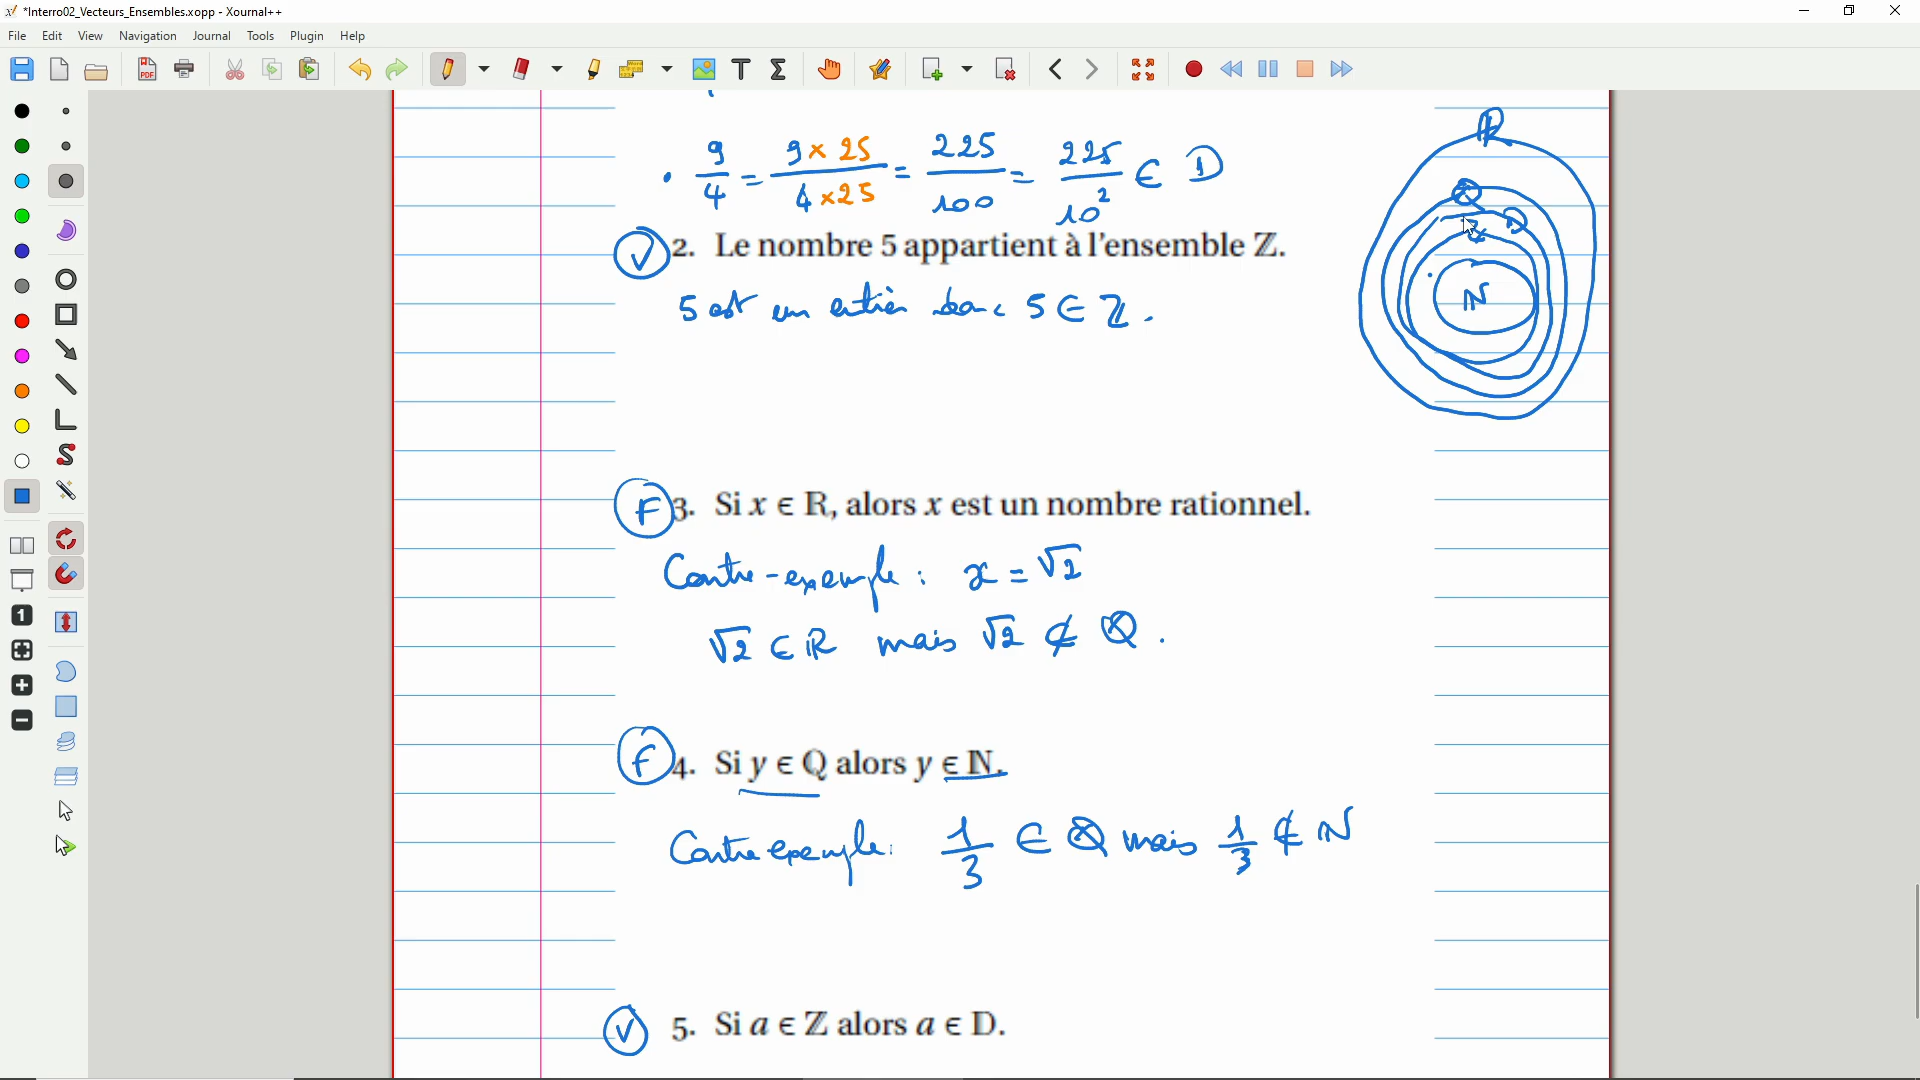 *Interro02_Vecteurs_Ensembles.xopp - Xournal++
File Edit View Navigation Journal Tools Plugin Help
• 9/4 = 9 × 25 / 4 × 25 = 225/100 = 225/10² ∈ D
V 2. Le nombre 5 appartient à l'ensemble ℤ.
5 est un entier donc 5 ∈ ℤ.
R
Q
D
Z
N
F 3. Si x ∈ ℝ, alors x est un nombre rationnel.
Contre-exemple : x = √2
√2 ∈ ℝ mais √2 ∉ ℚ.
F 4. Si y ∈ ℚ alors y ∈ ℕ.
Contre exemple: 1/3 ∈ ℚ mais 1/3 ∉ ℕ
V 5. Si a ∈ ℤ alors a ∈ D.